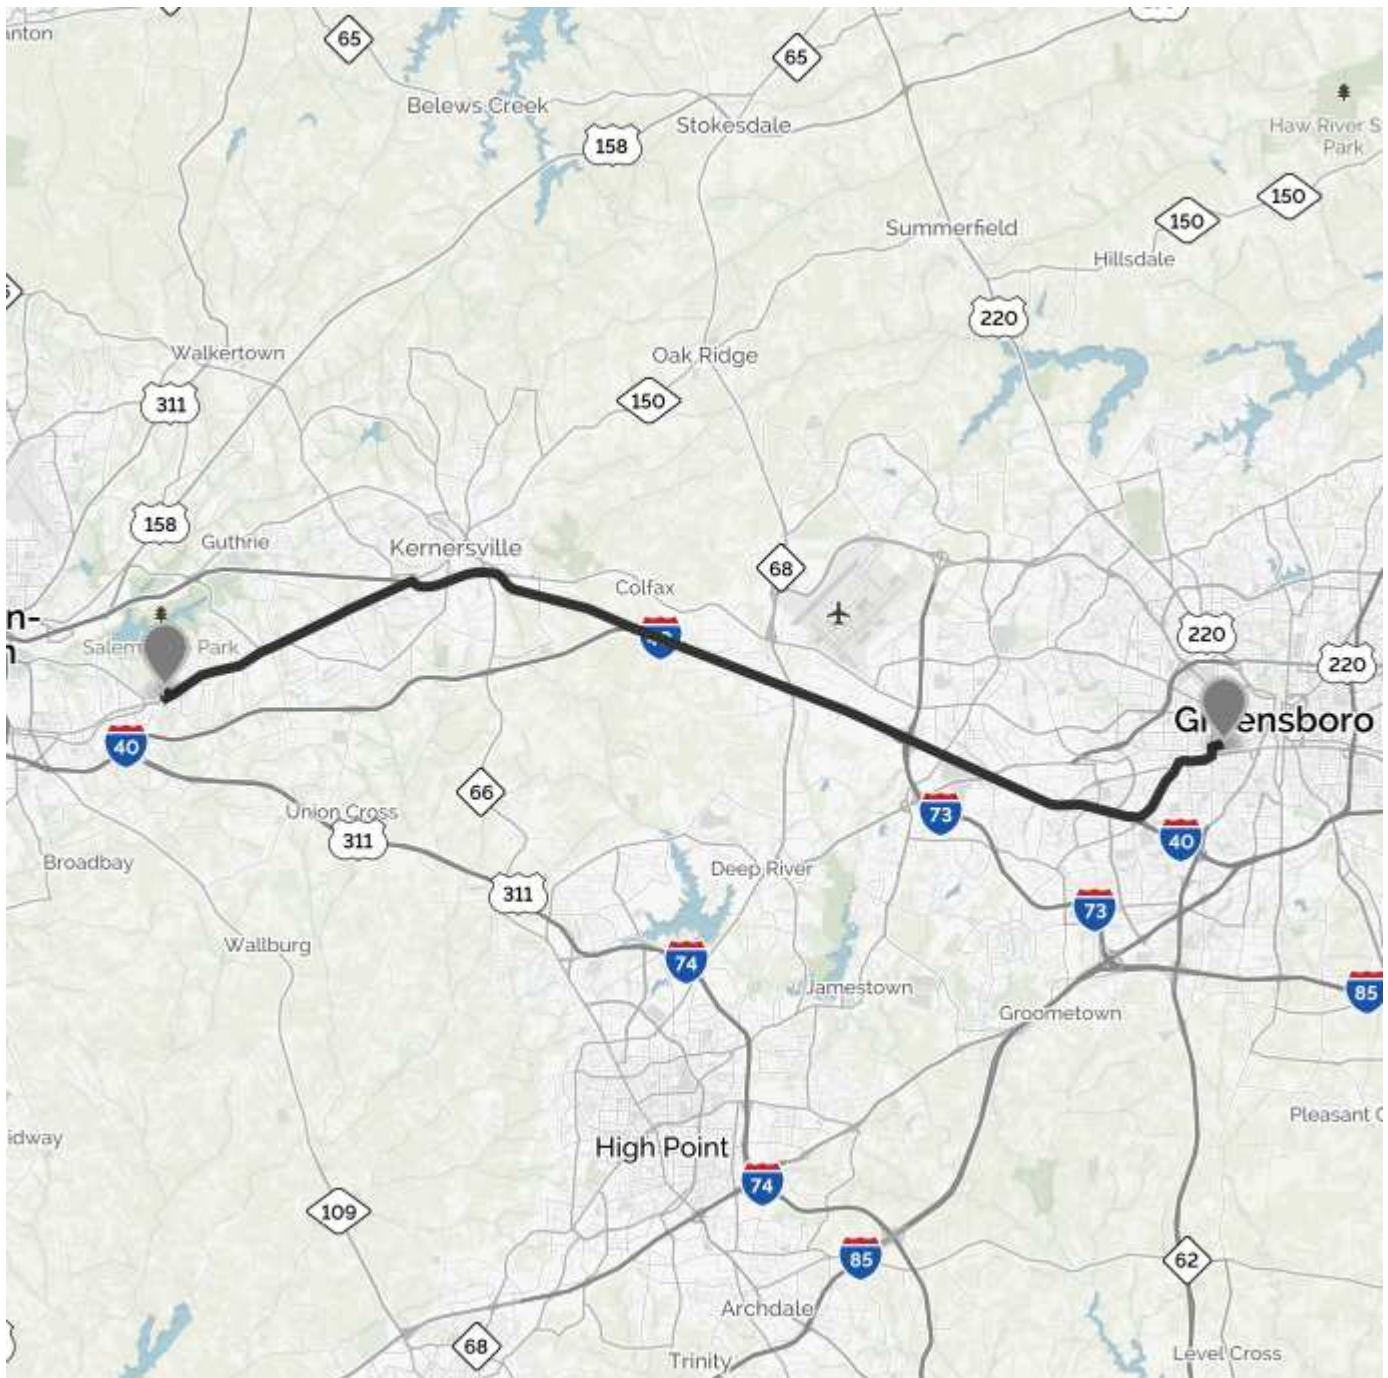 65
65
Belews Creek
Stokesdale
158
Haw River S
Park
150
150
Summerfield
Hillsdale
220
Walkertown
Oak Ridge
311
150
158
Guthrie
Kernersville
68
Colfax
n-
220
Salem
Park
220
40
Greensboro
66
Union Cross
73
311
40
Broadbay
Deep River
311
73
Wallburg
74
Jamestown
85
Groometown
Pleasant
High Point
74
109
85
62
Archdale
68
Trinity
Level Cross